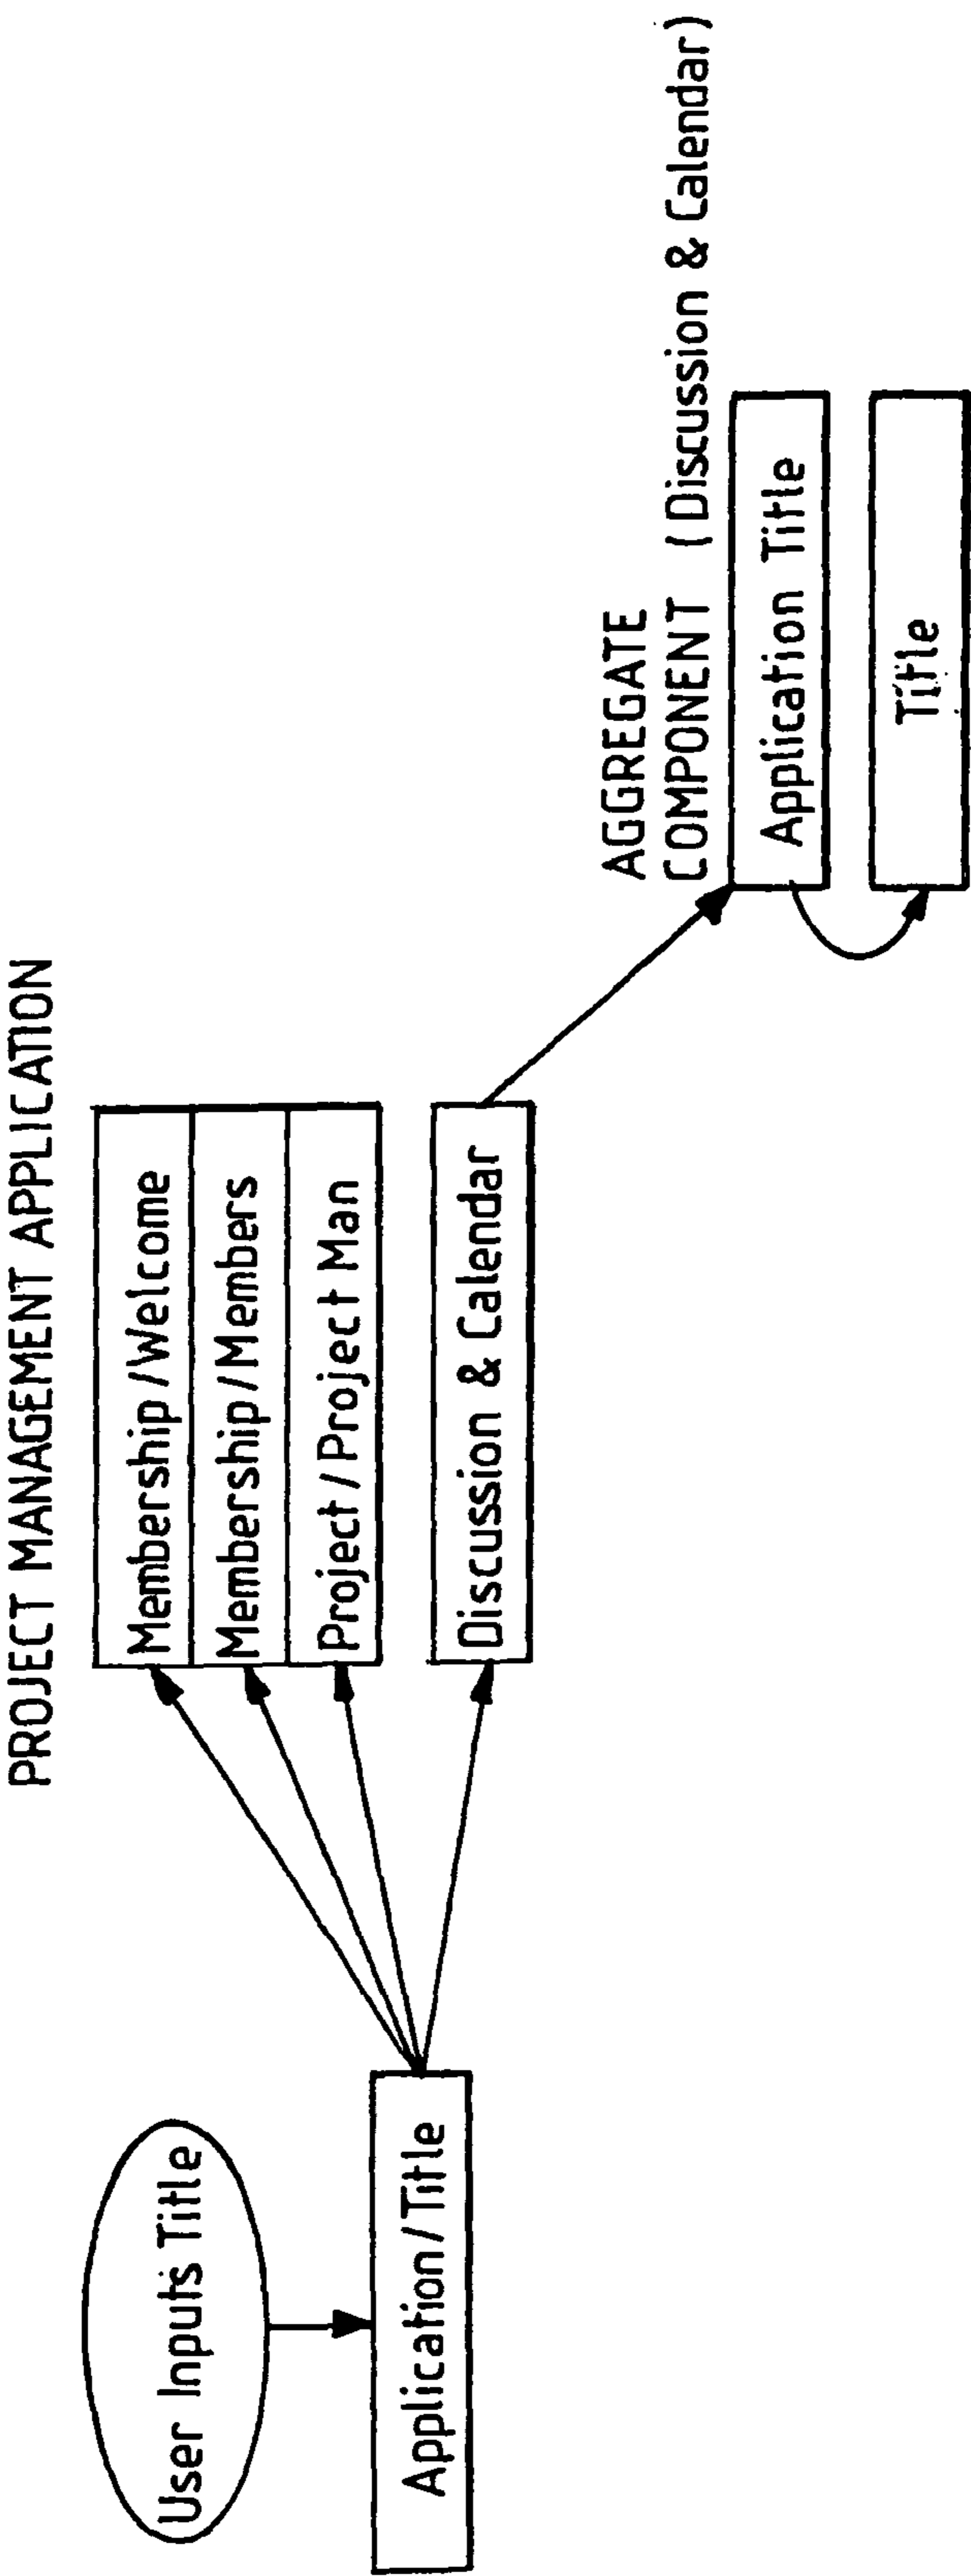 PROJECT MANAGEMENT APPLICATION
User Inputs Title
Application/Title
Membership/Welcome
Membership/Members
Project/Project Man
Discussion & Calendar
AGGREGATE
COMPONENT (Discussion & Calendar)
Application Title
Title